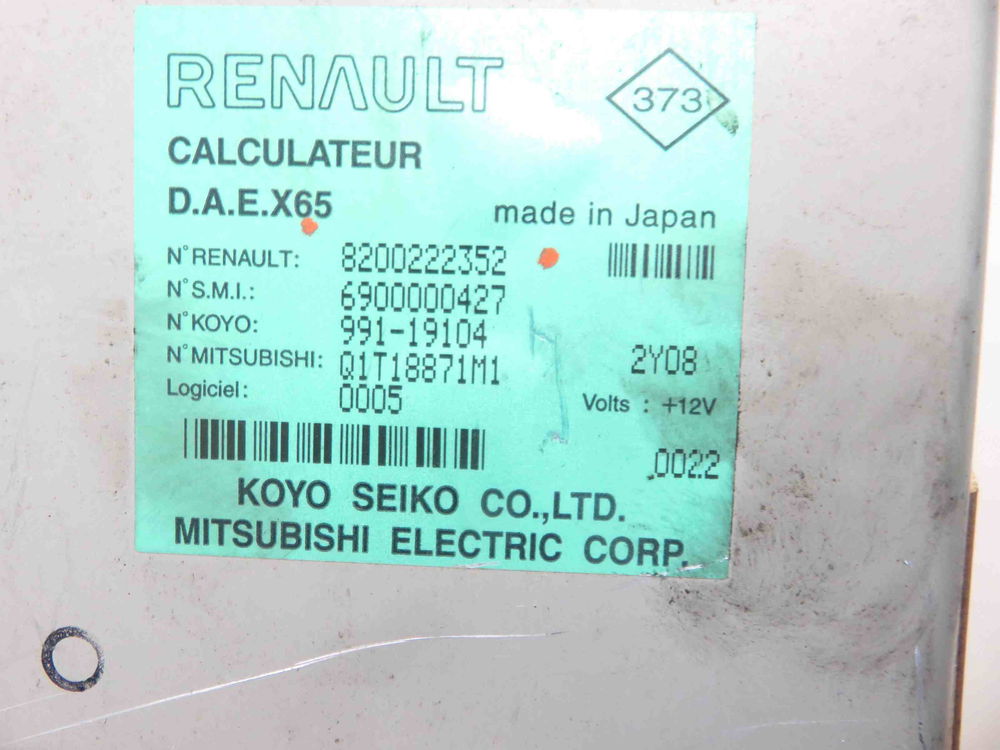 RENAULT
373
CALCULATEUR
D.A.E.X65
made in Japan
N° RENAULT: 8200222352
N° S.M.I.: 6900000427
N° KOYO: 991-19104
N° MITSUBISHI: Q1T18871M1
2Y08
Logiciel: 0005
Volts : +12V
.0022
KOYO SEIKO CO.,LTD.
MITSUBISHI ELECTRIC CORP.